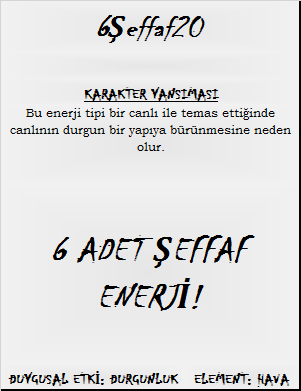 6Şeffaf20
KARAKTER YANSIMASI
Bu enerji tipi bir canlı ile temas ettiğinde
canlının durgun bir yapıya bürünmesine neden
olur.
6 ADET ŞEFFAF
ENERJİ!
DUYGUSAL ETKİ: DURGUNLUK ELEMENT: HAVA